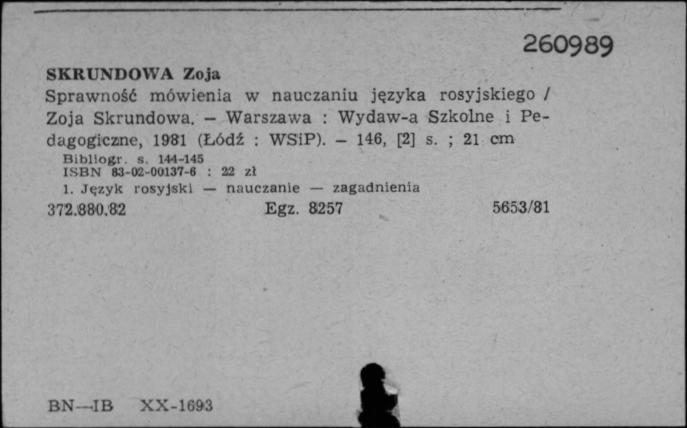 260989
SKRUNDOWA Zoja
Sprawność mówienia w nauczaniu języka rosyjskiego /
Zoja Skrundowa. — Warszawa : Wydaw-a Szkolne i Pe-
dagogiczne, 1981 (Łódź : WSiP). — 146, [2] s. ; 21 cm
Bibliogr. s. 144-145
ISBN 83-02-00137-6 : 22 zł
1. Język rosyjski — nauczanie — zagadnienia
372.880.82 Egz. 8257 5653/81
BN—IB XX-1693